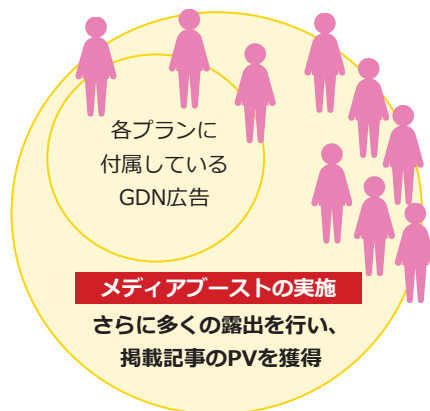 各プランに
付属している
GDN広告
メディアブーストの実施
さらに多くの露出を行い、
掲載記事のPVを獲得